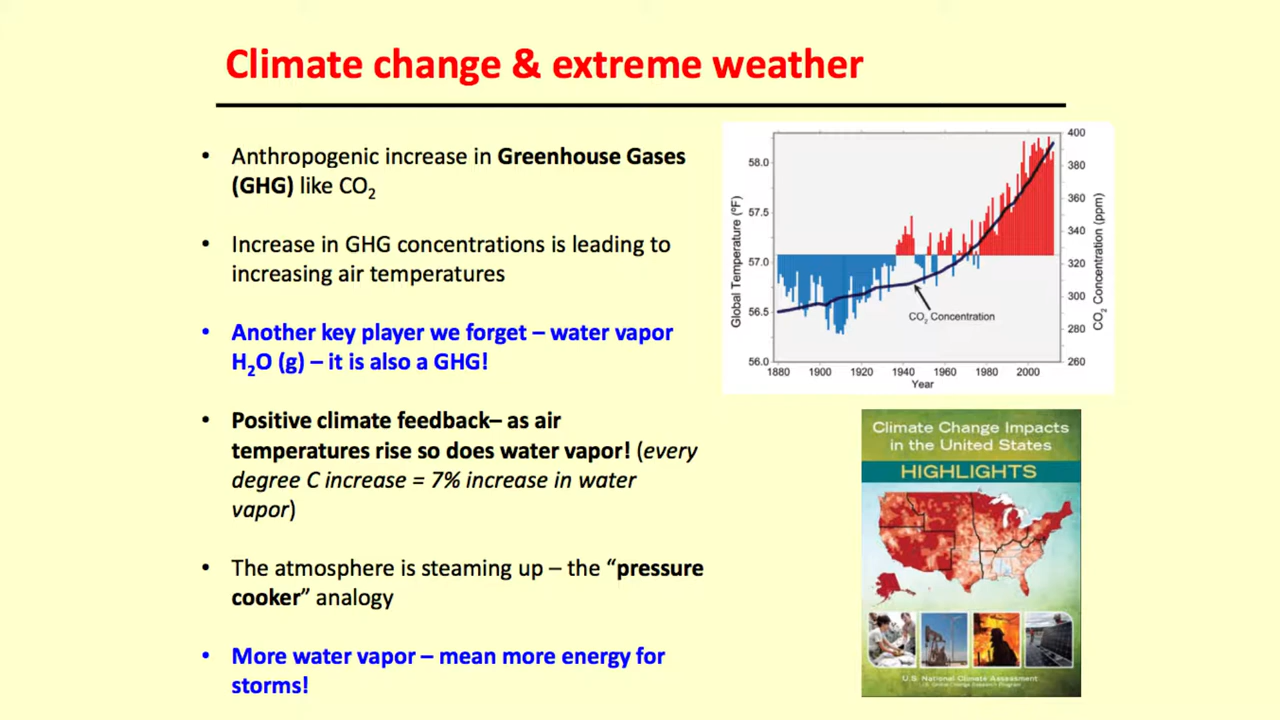 Climate change & extreme weather
• Anthropogenic increase in Greenhouse Gases
(GHG) like CO2
• Increase in GHG concentrations is leading to
increasing air temperatures
• Another key player we forget – water vapor
H2O (g) – it is also a GHG!
• Positive climate feedback– as air
temperatures rise so does water vapor! (every
degree C increase = 7% increase in water
vapor)
• The atmosphere is steaming up – the “pressure
cooker” analogy
• More water vapor – mean more energy for
storms!
Global Temperature (°F)
58.0
57.5
57.0
56.5
56.0
400
380
360
340
320
300
280
260
CO2 Concentration (ppm)
CO2 Concentration
1880 1900 1920 1940 1960 1980 2000
Year
Climate Change Impacts
in the United States
HIGHLIGHTS
U.S. National Climate Assessment
U.S. Global Change Research Program